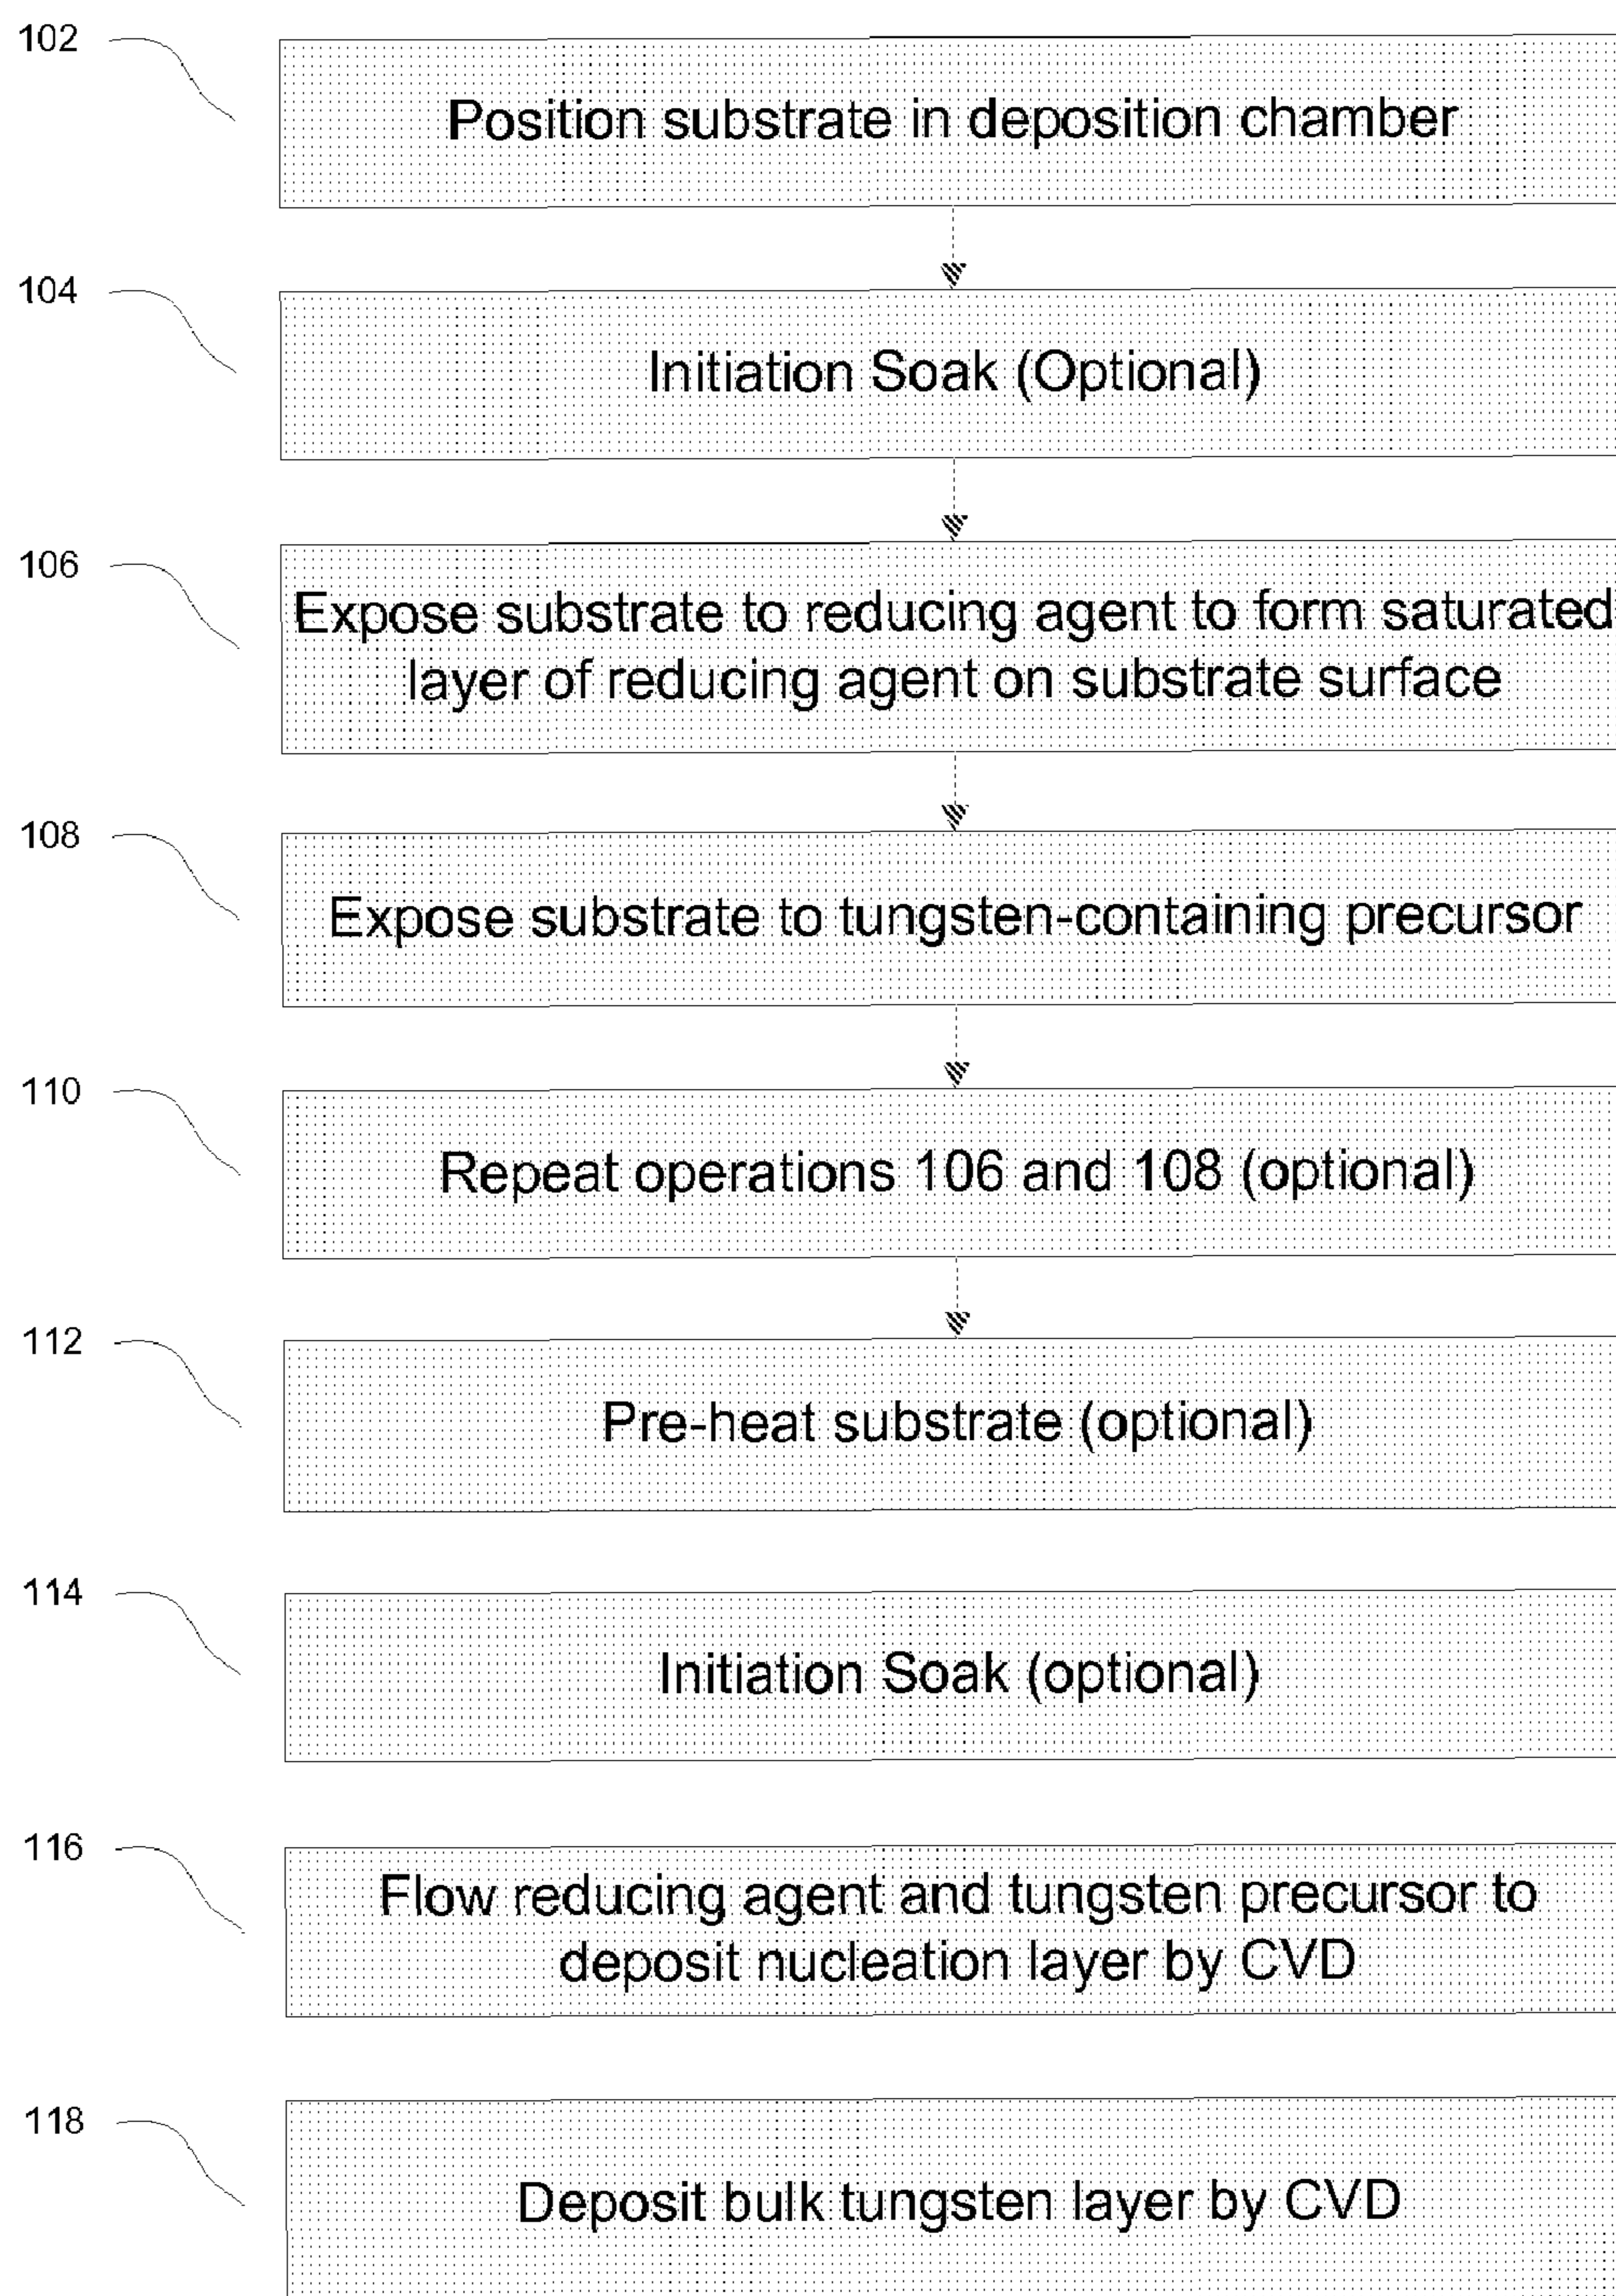 102
Position substrate in deposition chamber
104
Initiation Soak (Optional)
106
Expose substrate to reducing agent to form saturated
layer of reducing agent on substrate surface
108
Expose substrate to tungsten-containing precursor
110
Repeat operations 106 and 108 (optional)
112
Pre-heat substrate (optional)
114
Initiation Soak (optional)
116
Flow reducing agent and tungsten precursor to
deposit nucleation layer by CVD
118
Deposit bulk tungsten layer by CVD